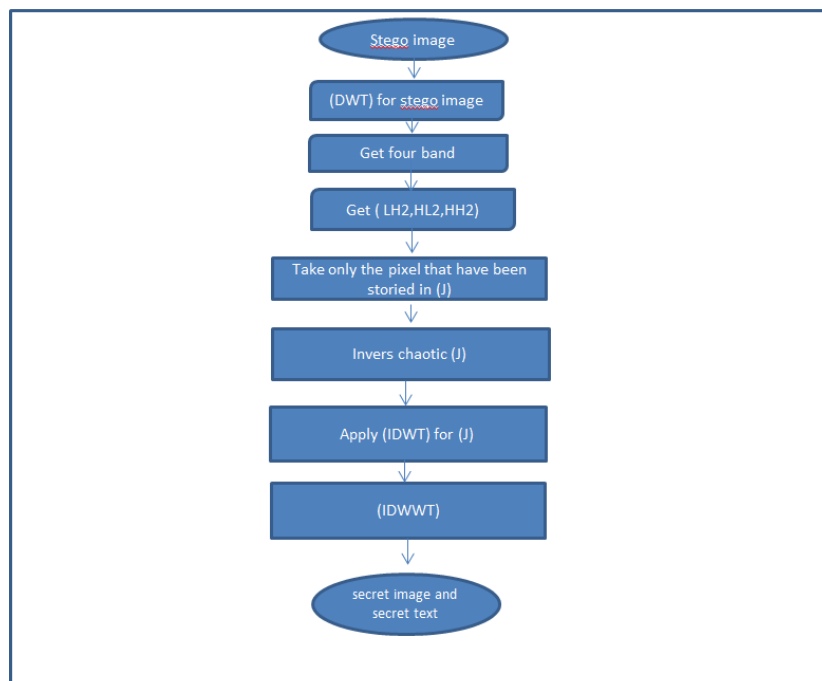 Stego image
(DWT) for stego image
Get four band
Get ( LH2,HL2,HH2)
Take only the pixel that have been
storied in (J)
Invers chaotic (J)
Apply (IDWT) for (J)
(IDWWT)
secret image and
secret text